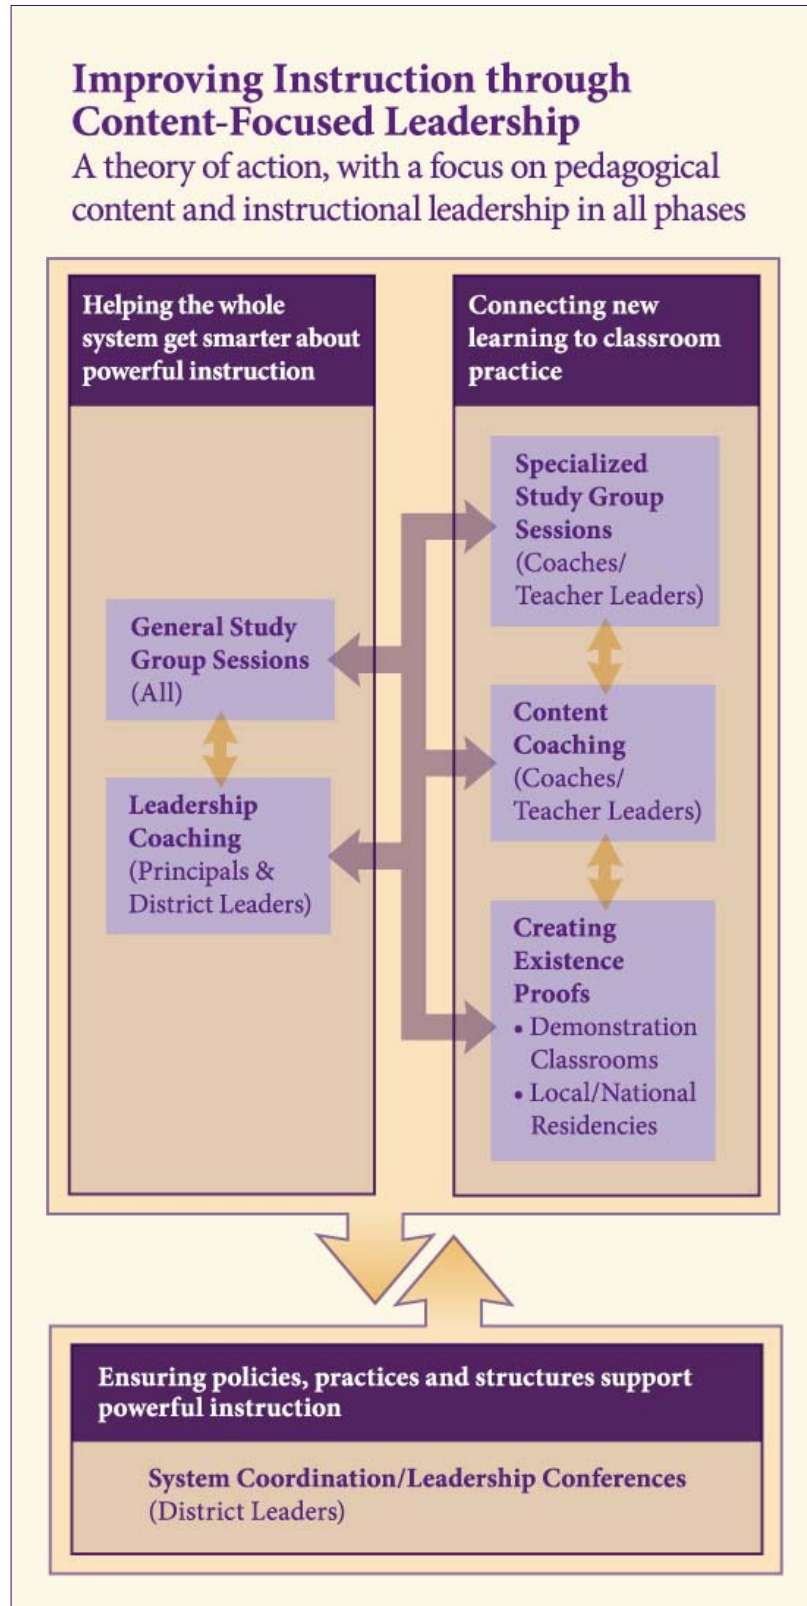 Improving Instruction through
Content-Focused Leadership
A theory of action, with a focus on pedagogical
content and instructional leadership in all phases
Helping the whole
system get smarter about
powerful instruction
General Study
Group Sessions
(All)
Leadership
Coaching
(Principals &
District Leaders)
Connecting new
learning to classroom
practice
Specialized
Study Group
Sessions
(Coaches/
Teacher Leaders)
Content
Coaching
(Coaches/
Teacher Leaders)
Creating
Existence
Proofs
• Demonstration
Classrooms
• Local/National
Residencies
Ensuring policies, practices and structures support
powerful instruction
System Coordination/Leadership Conferences
(District Leaders)